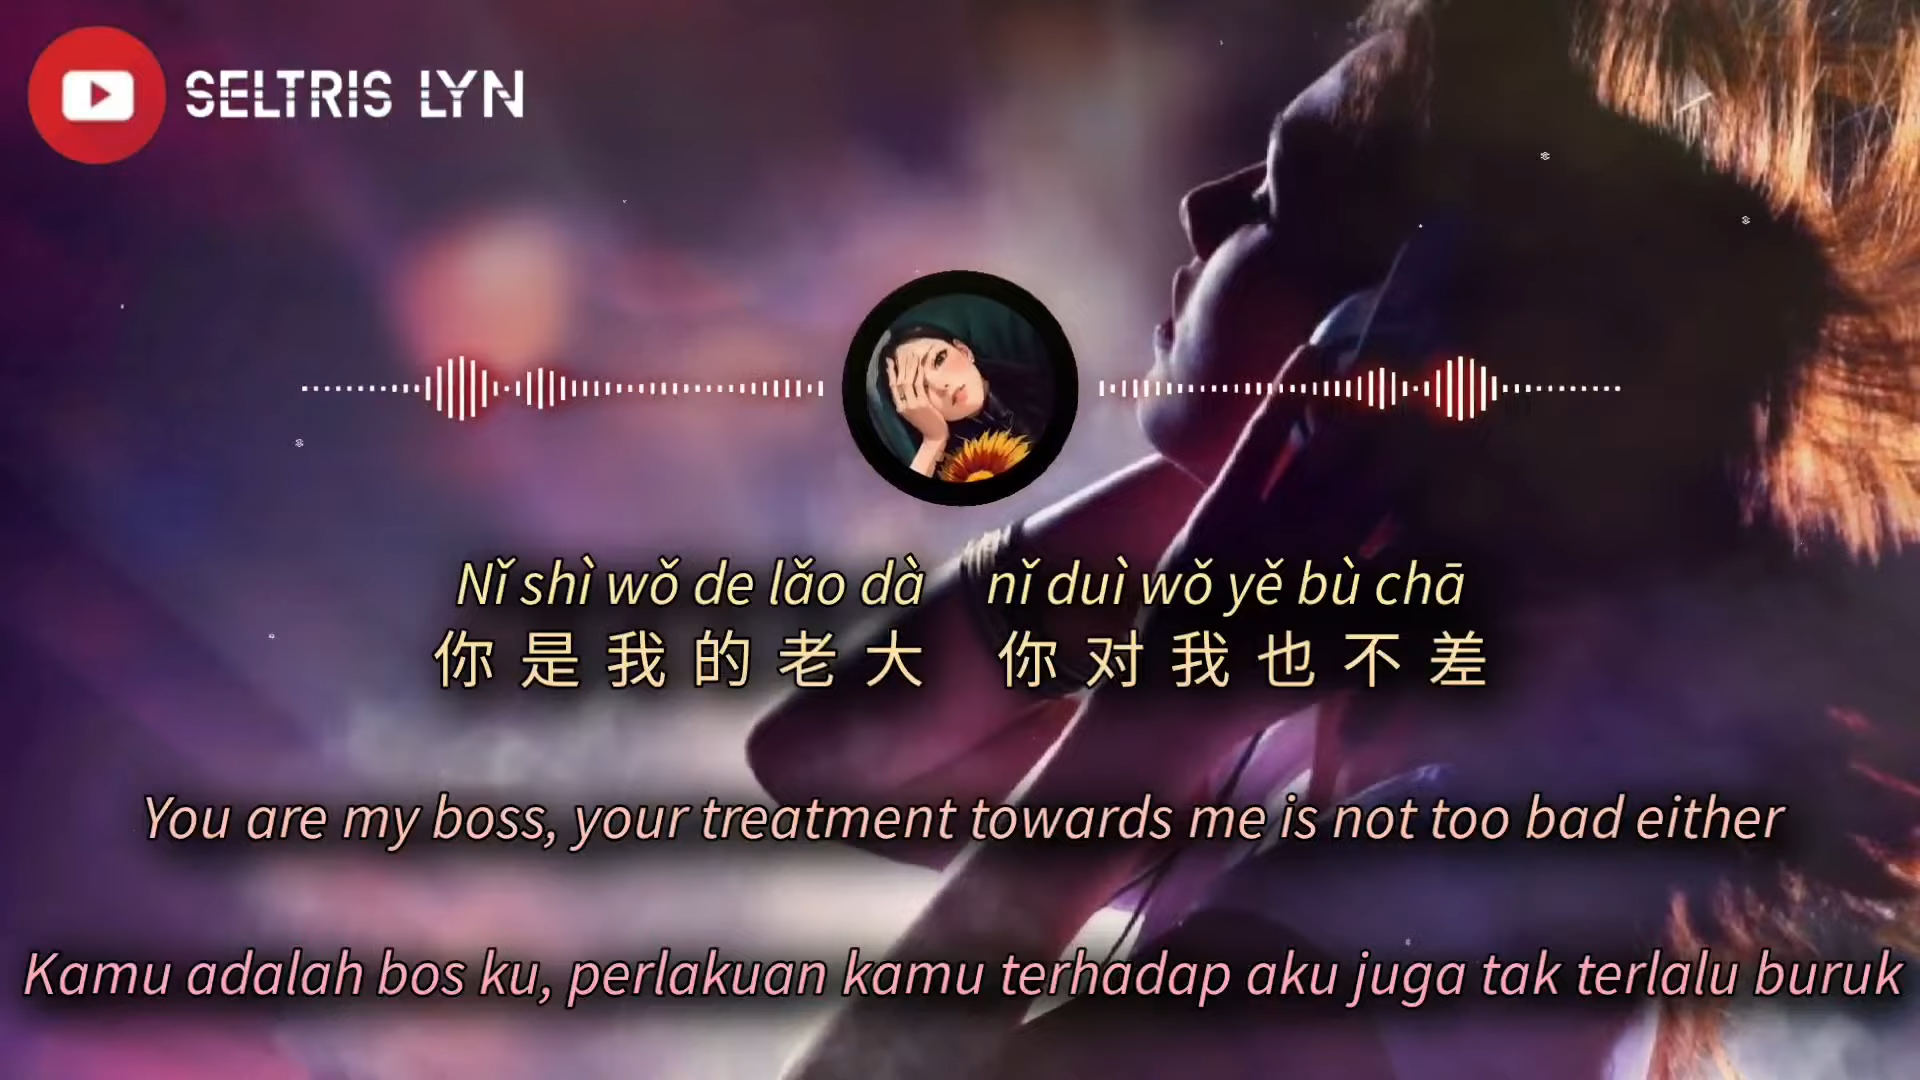 SELTRIS LYN
Nǐ shì wǒ de lǎo dà nǐ duì wǒ yě bù chā
你是我的老大 你对我也不差
You are my boss, your treatment towards me is not too bad either
Kamu adalah bos ku, perlakuan kamu terhadap aku juga tak terlalu buruk